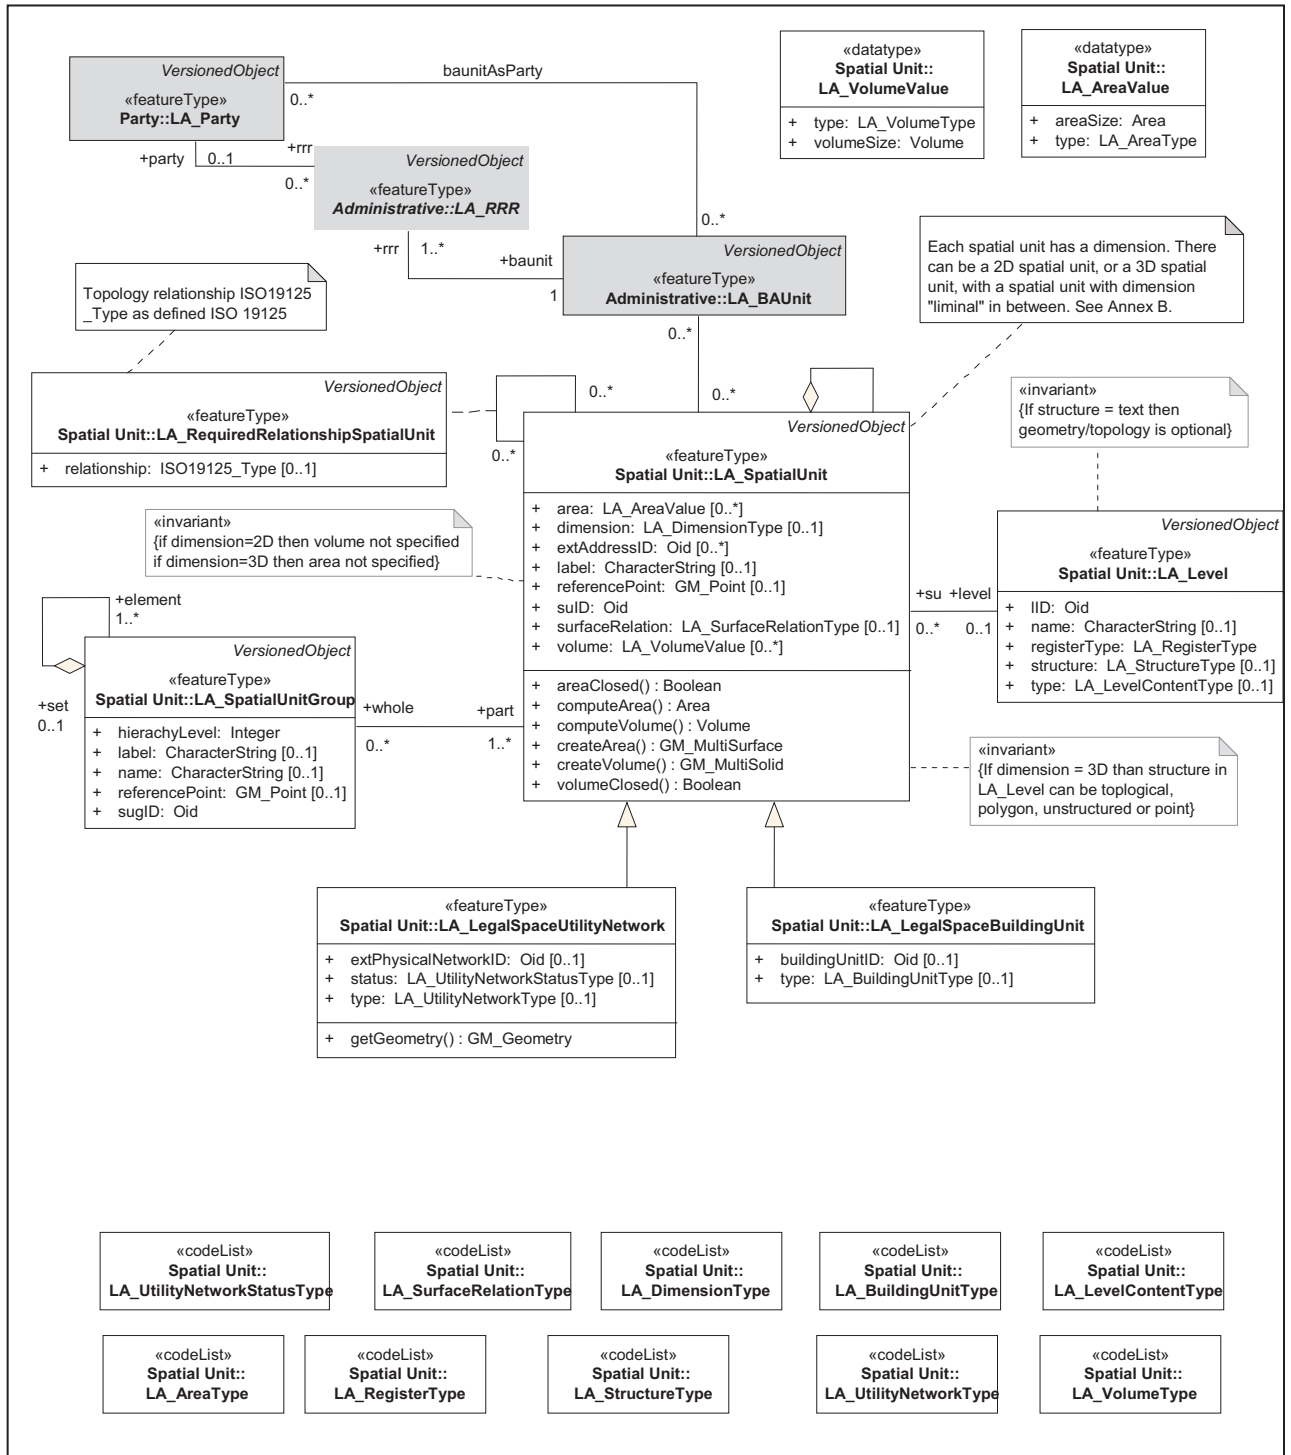 VersionedObject
«featureType»
Party::LA_Party
baunitAsParty
0..*
«datatype»
Spatial Unit::
LA_VolumeValue
+ type: LA_VolumeType
+ volumeSize: Volume
«datatype»
Spatial Unit::
LA_AreaValue
+ areaSize: Area
+ type: LA_AreaType
+party
0..1
+rrr
0..*
VersionedObject
«featureType»
Administrative::LA_RRR
0..*
+rrr
1..*
+baunit
1
VersionedObject
«featureType»
Administrative::LA_BAUnit
0..*
Each spatial unit has a dimension. There
can be a 2D spatial unit, or a 3D spatial
unit, with a spatial unit with dimension
"liminal" in between. See Annex B.
Topology relationship ISO19125
_Type as defined ISO 19125
VersionedObject
«featureType»
Spatial Unit::LA_RequiredRelationshipSpatialUnit
+ relationship: ISO19125_Type [0..1]
0..*
0..*
0..*
«invariant»
{If structure = text then
geometry/topology is optional}
VersionedObject
«featureType»
Spatial Unit::LA_SpatialUnit
+ area: LA_AreaValue [0..*]
+ dimension: LA_DimensionType [0..1]
+ extAddressID: Oid [0..*]
+ label: CharacterString [0..1]
+ referencePoint: GM_Point [0..1]
+ suID: Oid
+ surfaceRelation: LA_SurfaceRelationType [0..1]
+ volume: LA_VolumeValue [0..*]
+ areaClosed() : Boolean
+ computeArea() : Area
+ computeVolume() : Volume
+ createArea() : GM_MultiSurface
+ createVolume() : GM_MultiSolid
+ volumeClosed() : Boolean
«invariant»
{if dimension=2D then volume not specified
if dimension=3D then area not specified}
VersionedObject
«featureType»
Spatial Unit::LA_Level
+ lID: Oid
+ name: CharacterString [0..1]
+ registerType: LA_RegisterType
+ structure: LA_StructureType [0..1]
+ type: LA_LevelContentType [0..1]
+su
+level
0..*
0..1
+element
1..*
VersionedObject
«featureType»
Spatial Unit::LA_SpatialUnitGroup
+ hierachyLevel: Integer
+ label: CharacterString [0..1]
+ name: CharacterString [0..1]
+ referencePoint: GM_Point [0..1]
+ sugID: Oid
+set
0..1
+whole
0..*
+part
1..*
«invariant»
{If dimension = 3D than structure in
LA_Level can be toplogical,
polygon, unstructured or point}
«featureType»
Spatial Unit::LA_LegalSpaceUtilityNetwork
+ extPhysicalNetworkID: Oid [0..1]
+ status: LA_UtilityNetworkStatusType [0..1]
+ type: LA_UtilityNetworkType [0..1]
+ getGeometry() : GM_Geometry
«featureType»
Spatial Unit::LA_LegalSpaceBuildingUnit
+ buildingUnitID: Oid [0..1]
+ type: LA_BuildingUnitType [0..1]
«codeList»
Spatial Unit::
LA_UtilityNetworkStatusType
«codeList»
Spatial Unit::
LA_SurfaceRelationType
«codeList»
Spatial Unit::
LA_DimensionType
«codeList»
Spatial Unit::
LA_BuildingUnitType
«codeList»
Spatial Unit::
LA_LevelContentType
«codeList»
Spatial Unit::
LA_AreaType
«codeList»
Spatial Unit::
LA_RegisterType
«codeList»
Spatial Unit::
LA_StructureType
«codeList»
Spatial Unit::
LA_UtilityNetworkType
«codeList»
Spatial Unit::
LA_VolumeType